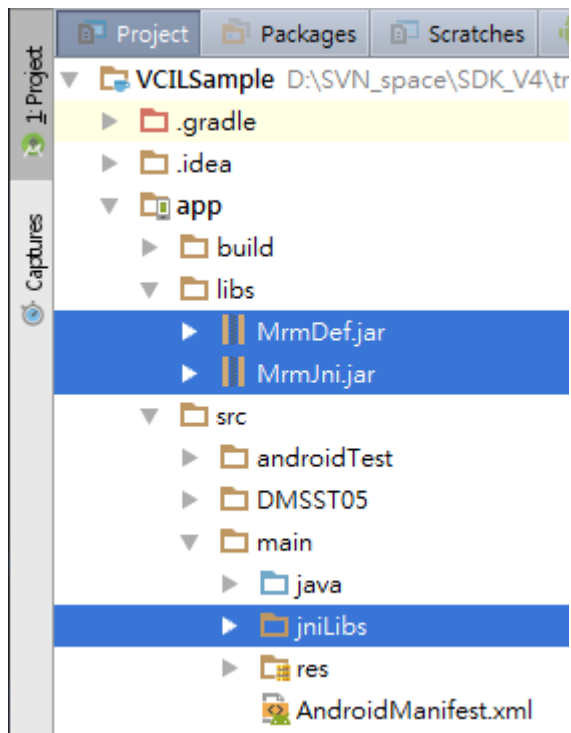 Project Packages Scratches
VCILSample D:\SVN_space\SDK_V4\tr
.gradle
.idea
app
build
libs
MrmDef.jar
MrmJni.jar
src
androidTest
DMSST05
main
java
jniLibs
res
AndroidManifest.xml
1: Project
Captures